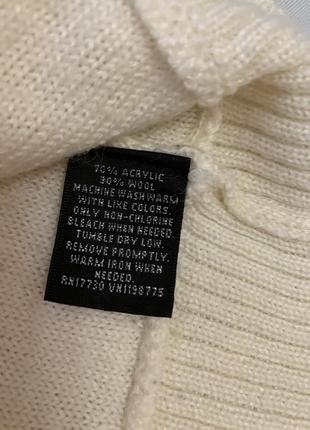 70% ACRYLIC
30% WOOL
MACHINE WASH WARM
WITH LIKE COLORS.
ONLY NON-CHLORINE
BLEACH WHEN NEEDED.
TUMBLE DRY LOW.
REMOVE PROMPTLY.
WARM IRON WHEN
NEEDED.
RN17730 VN1198775